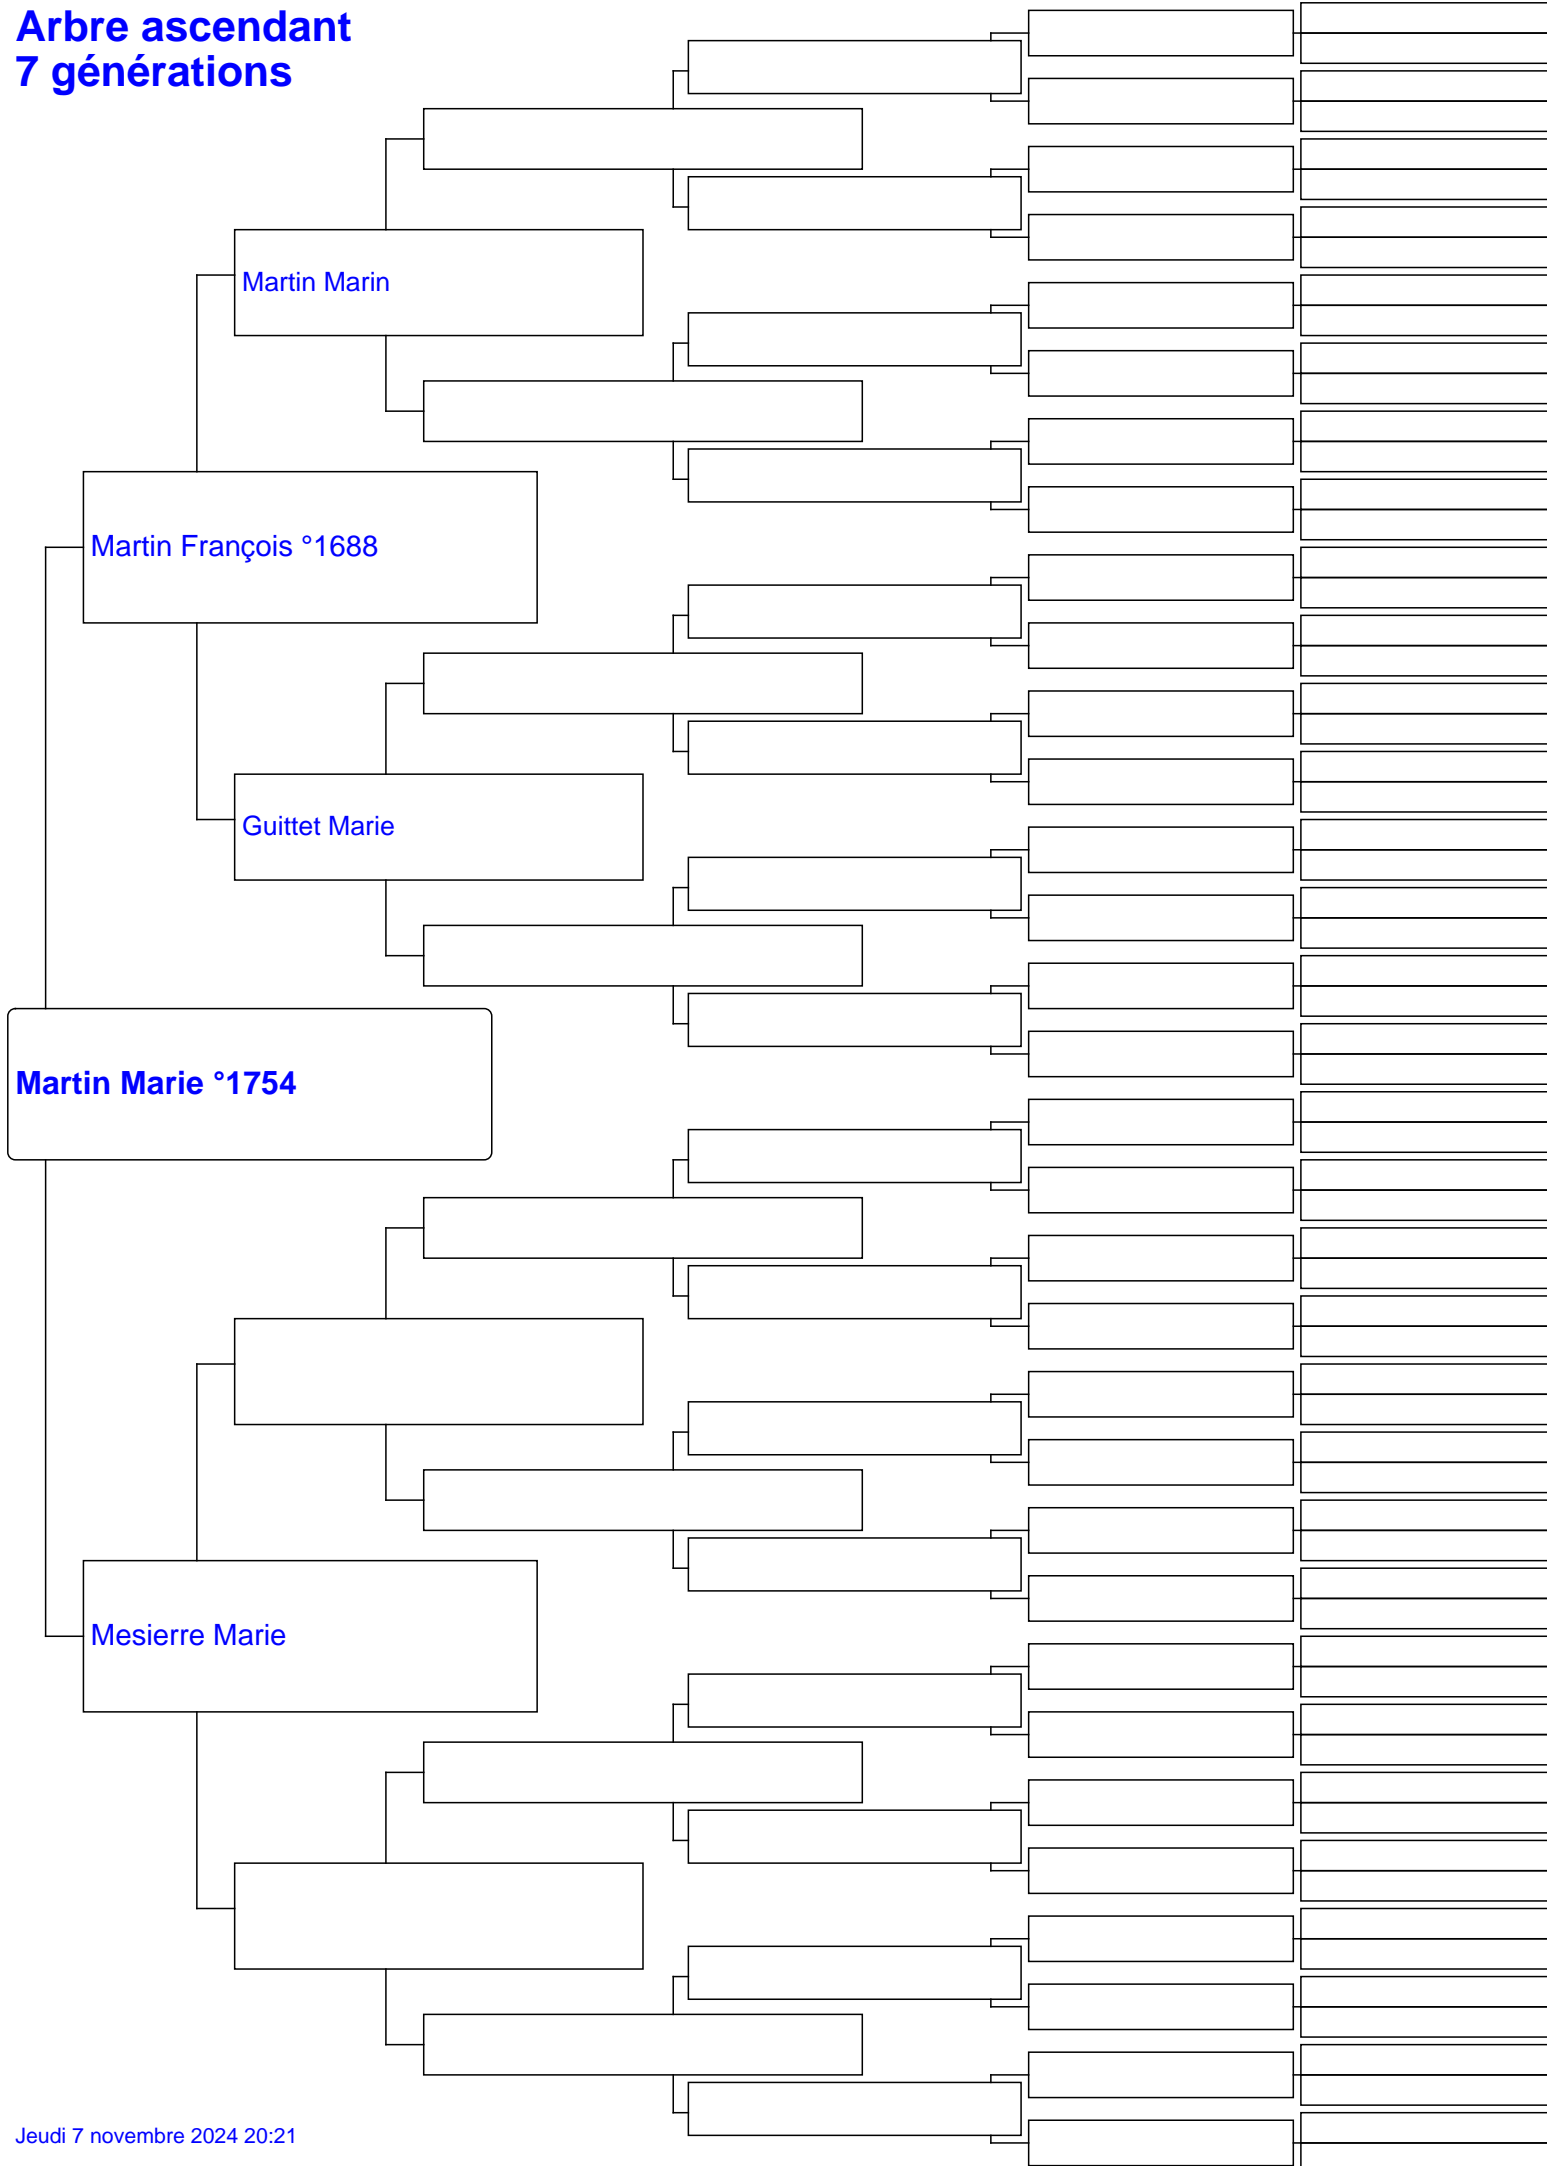 Arbre ascendant
7 générations
Martin Marin
Martin François °1688
Guittet Marie
Martin Marie °1754
Mesierre Marie
Jeudi 7 novembre 2024 20:21